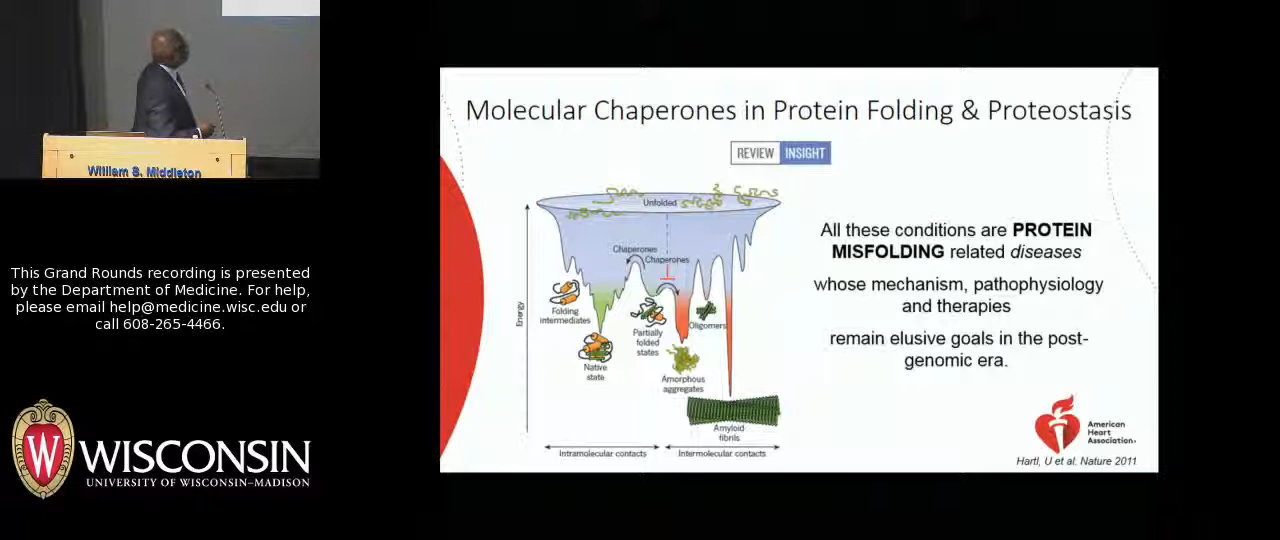 William S. Middleton
This Grand Rounds recording is presented
by the Department of Medicine. For help,
please email help@medicine.wisc.edu or
call 608-265-4466.
W
WISCONSIN
UNIVERSITY OF WISCONSIN–MADISON
Molecular Chaperones in Protein Folding & Proteostasis
REVIEW INSIGHT
Unfolded
Chaperones
Chaperones
Energy
Folding
intermediates
Partially
folded
states
Oligomers
Native
state
Amorphous
aggregates
Amyloid
fibrils
Intramolecular contacts
Intermolecular contacts
All these conditions are PROTEIN
MISFOLDING related diseases
whose mechanism, pathophysiology
and therapies
remain elusive goals in the post-
genomic era.
American
Heart
Association.
Hartl, U et al. Nature 2011